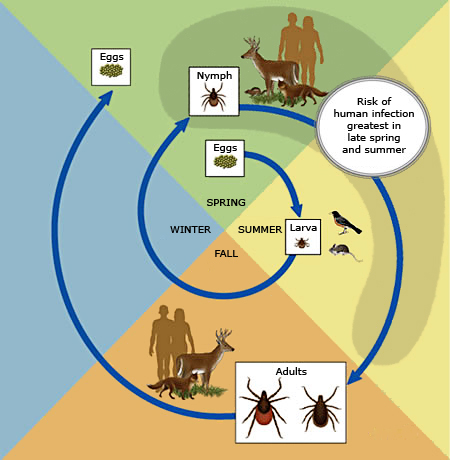 Eggs
Nymph
Risk of
human infection
greatest in
late spring
and summer
Eggs
SPRING
WINTER
SUMMER
Larva
FALL
Adults